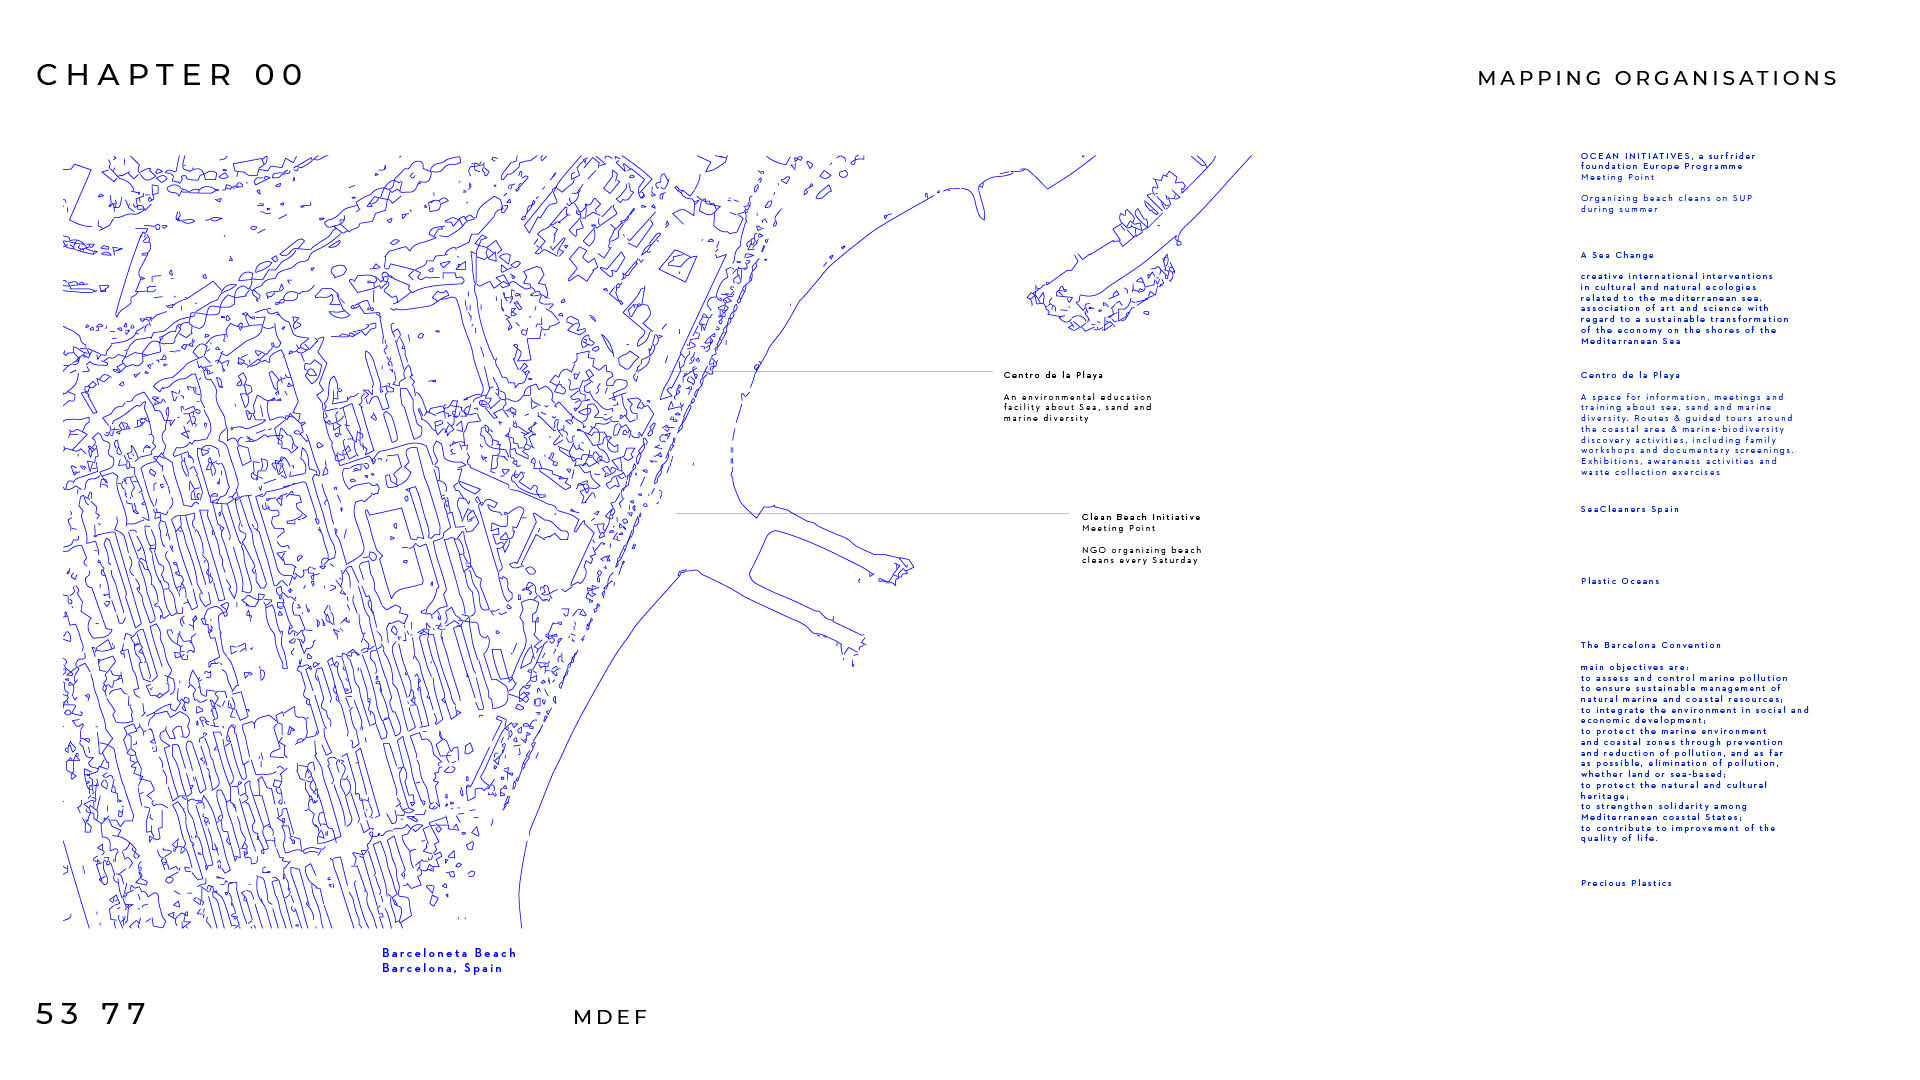 CHAPTER 00
MAPPING ORGANISATIONS
OCEAN INITIATIVES, a surfrider
foundation Europe Programme
Meeting Point
Organizing beach cleans on SUP
during summer
A Sea Change
creative international interventions
in cultural and natural ecologies
related to the mediterranean sea.
association of art and science with
regard to a sustainable transformation
of the economy on the shores of the
Mediterranean Sea
Centro de la Playa
An environmental education
facility about Sea, sand and
marine diversity
Centro de la Playa
A space for information, meetings and
training about sea, sand and marine
diversity. Routes & guided tours around
the coastal area & marine-biodiversity
discovery activities, including family
workshops and documentary screenings.
Exhibitions, awareness activities and
waste collection exercises
SeaCleaners Spain
Clean Beach Initiative
Meeting Point
NGO organizing beach
cleans every Saturday
Plastic Oceans
The Barcelona Convention
main objectives are:
to assess and control marine pollution
to ensure sustainable management of
natural marine and coastal resources;
to integrate the environment in social and
economic development;
to protect the marine environment
and coastal zones through prevention
and reduction of pollution, and as far
as possible, elimination of pollution,
whether land or sea-based;
to protect the natural and cultural
heritage;
to strengthen solidarity among
Mediterranean coastal States;
to contribute to improvement of the
quality of life.
Precious Plastics
Barceloneta Beach
Barcelona, Spain
53 77
MDEF